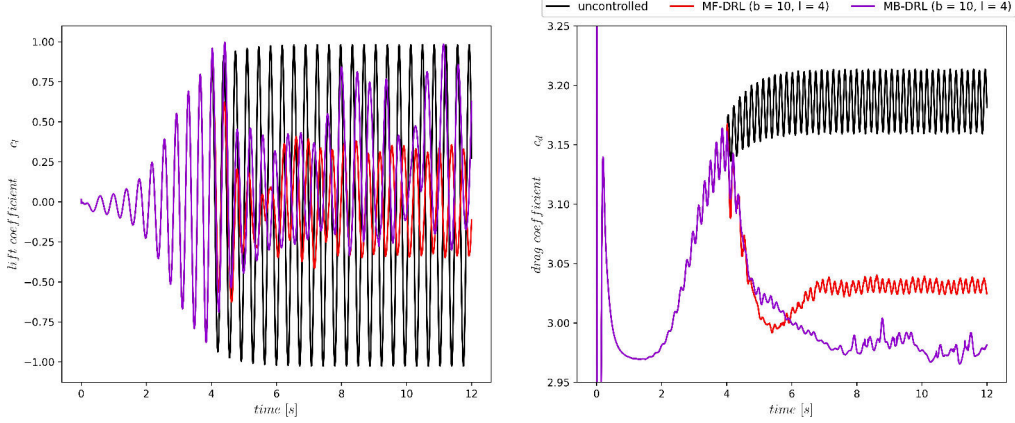 uncontrolled MF-DRL (b = 10, l = 4) MB-DRL (b = 10, l = 4)
1.00
0.75
0.50
0.25
0.00
−0.25
−0.50
−0.75
−1.00
lift coefficient c_l
0 2 4 6 8 10 12
time [s]
3.25
3.20
3.15
3.10
3.05
3.00
2.95
drag coefficient c_d
0 2 4 6 8 10 12
time [s]